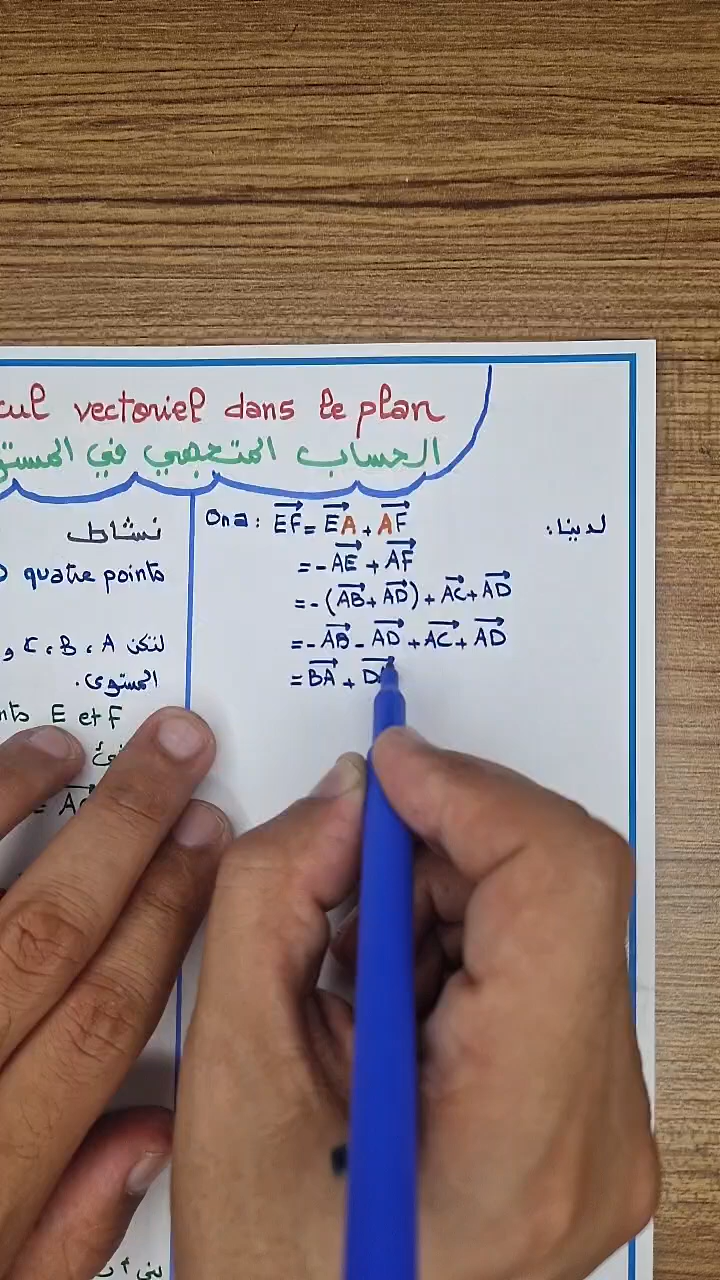 cul vectoriel dans le plan
الحساب المتجهي في
نشاط
quatre points
لتكن A ، B ، C و
المستوى.
E et F
On a : EF = EA + AF
لدينا:
= - AE + AF
= - (AB + AD) + AC + AD
= - AB - AD + AC + AD
= BA + D